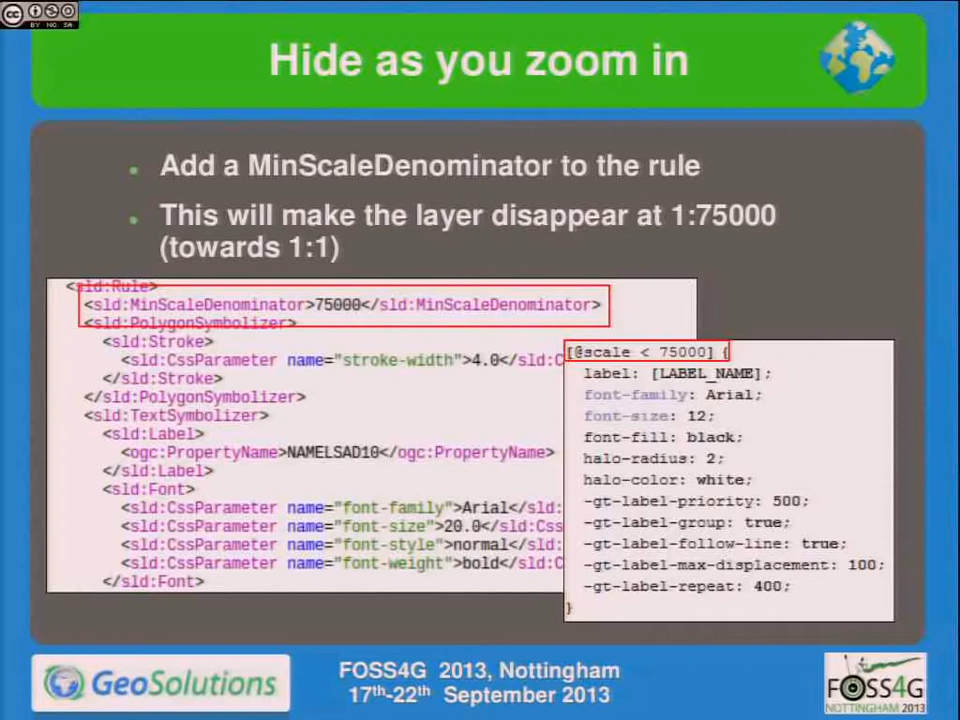 BY NC SA
Hide as you zoom in
Add a MinScaleDenominator to the rule
This will make the layer disappear at 1:75000
(towards 1:1)
<sld:Rule>
<sld:MinScaleDenominator>75000</sld:MinScaleDenominator>
<sld:PolygonSymbolizer>
<sld:Stroke>
<sld:CssParameter name="stroke-width">4.0</sld:C
</sld:Stroke>
</sld:PolygonSymbolizer>
<sld:TextSymbolizer>
<sld:Label>
<ogc:PropertyName>NAMELSAD10</ogc:PropertyName>
</sld:Label>
<sld:Font>
<sld:CssParameter name="font-family">Arial</sld:
<sld:CssParameter name="font-size">20.0</sld:Css
<sld:CssParameter name="font-style">normal</sld:
<sld:CssParameter name="font-weight">bold</sld:C
</sld:Font>
[@scale < 75000] {
label: [LABEL_NAME];
font-family: Arial;
font-size: 12;
font-fill: black;
halo-radius: 2;
halo-color: white;
-gt-label-priority: 500;
-gt-label-group: true;
-gt-label-follow-line: true;
-gt-label-max-displacement: 100;
-gt-label-repeat: 400;
}
GeoSolutions
FOSS4G 2013, Nottingham
17th-22th September 2013
FOSS4G
NOTTINGHAM 2013